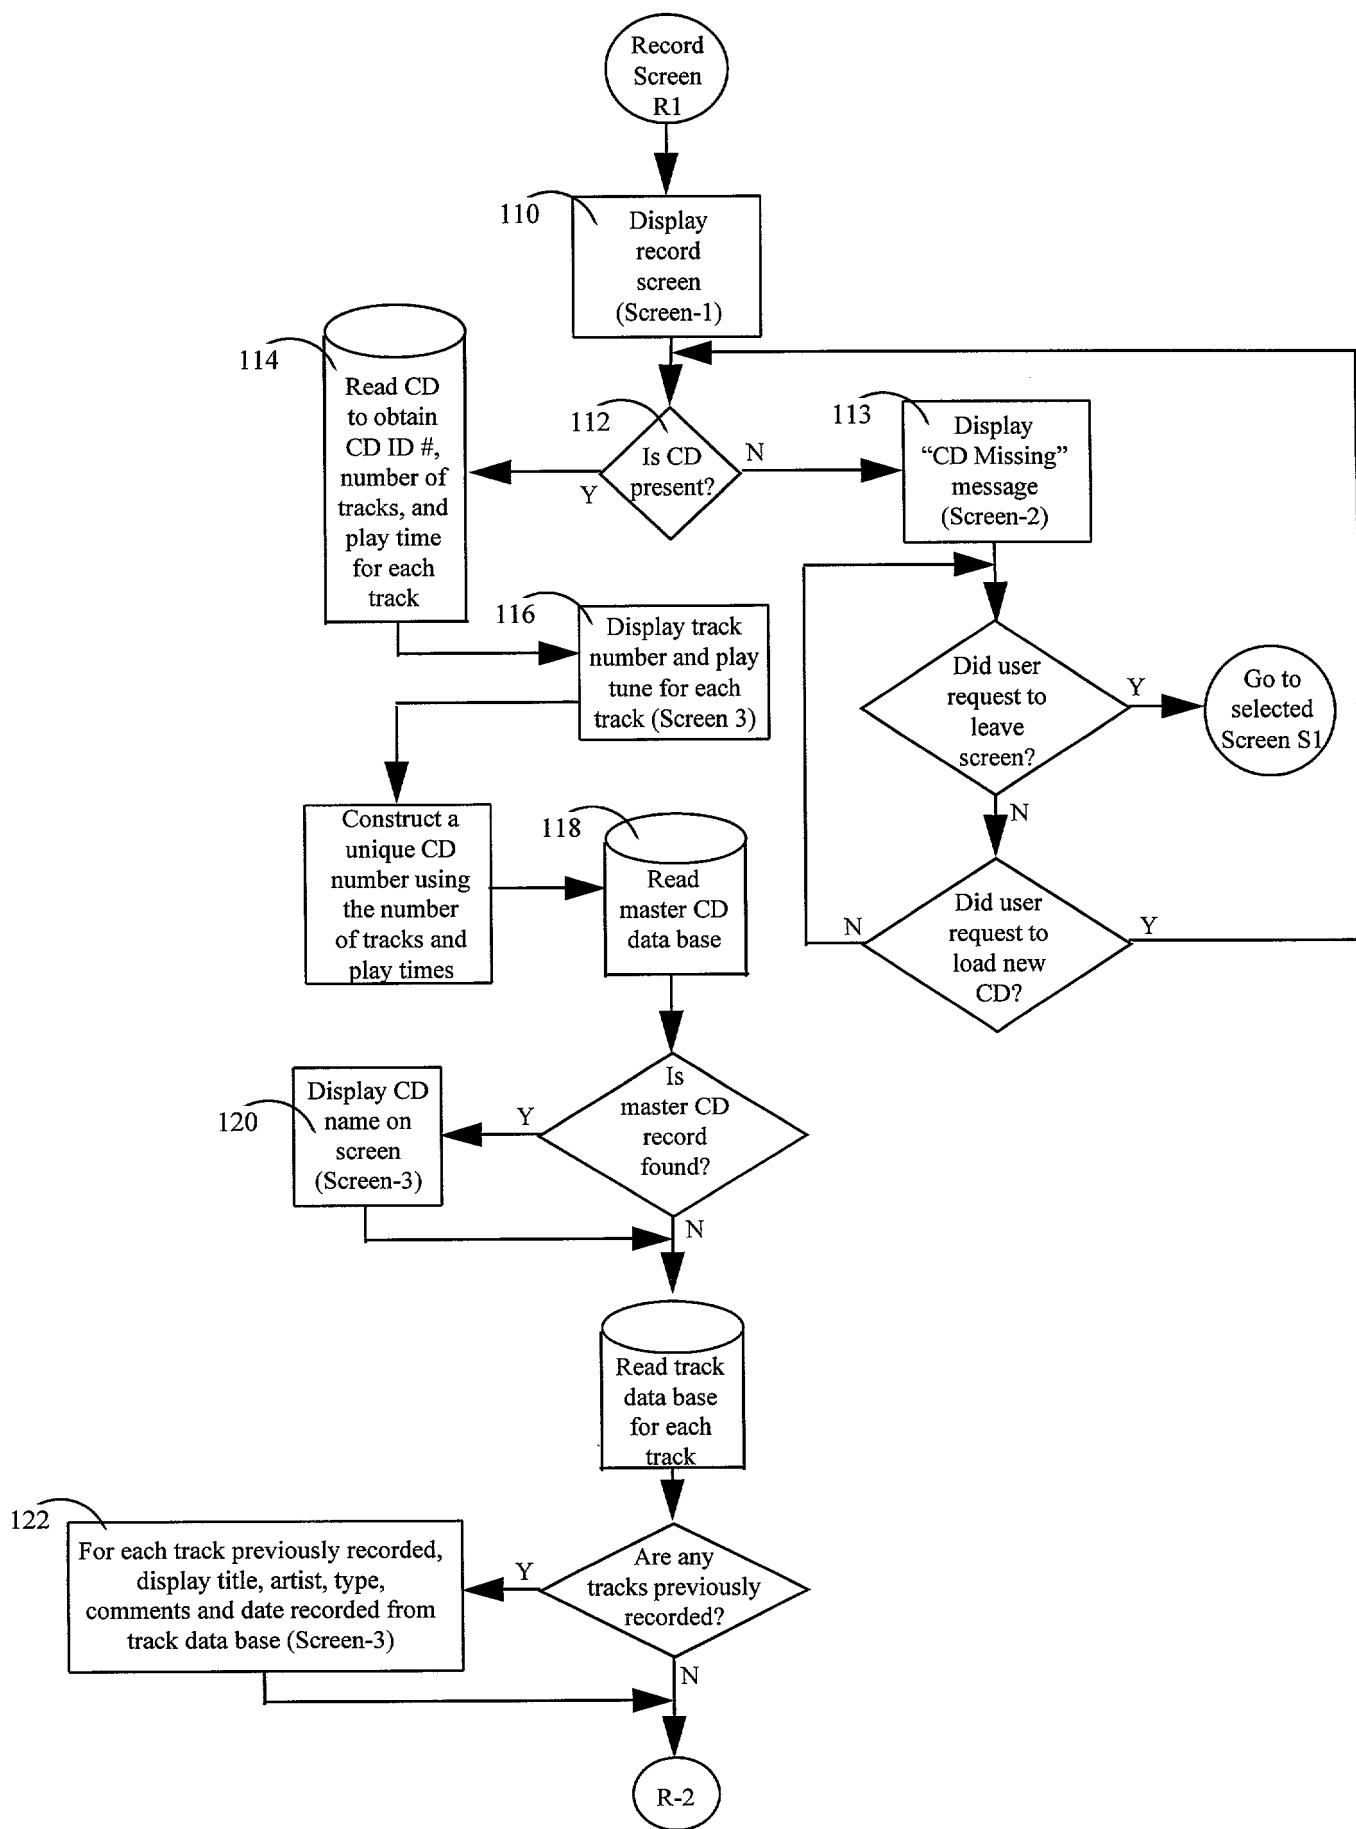 Record
Screen
R1
110
Display
record
screen
(Screen-1)
114
Read CD
to obtain
CD ID #,
number of
tracks, and
play time
for each
track
112
Is CD
present?
Y
N
113
Display
“CD Missing”
message
(Screen-2)
116
Display track
number and play
tune for each
track (Screen 3)
Did user
request to
leave
screen?
Y
N
Go to
selected
Screen S1
Construct a
unique CD
number using
the number
of tracks and
play times
118
Read
master CD
data base
Did user
request to
load new
CD?
N
Y
120
Display CD
name on
screen
(Screen-3)
Is
master CD
record
found?
Y
N
Read track
data base
for each
track
122
For each track previously recorded,
display title, artist, type,
comments and date recorded from
track data base (Screen-3)
Are any
tracks previously
recorded?
Y
N
R-2